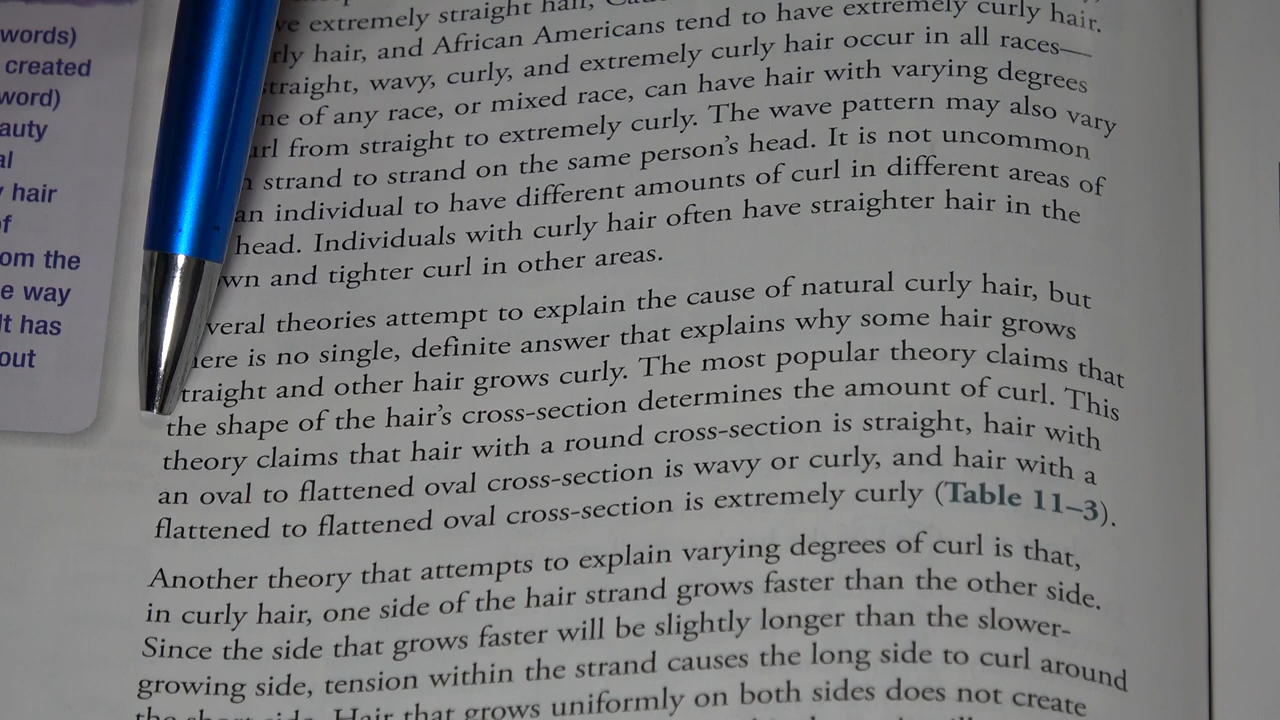 words)
created
word)
auty
al
hair
of
om the
e way
It has
out
ve extremely straight hair,
rly hair, and African Americans tend to have extremely curly hair.
traight, wavy, curly, and extremely curly hair occur in all races—
ne of any race, or mixed race, can have hair with varying degrees
url from straight to extremely curly. The wave pattern may also vary
strand to strand on the same person's head. It is not uncommon
an individual to have different amounts of curl in different areas of
head. Individuals with curly hair often have straighter hair in the
wn and tighter curl in other areas.
veral theories attempt to explain the cause of natural curly hair, but
here is no single, definite answer that explains why some hair grows
traight and other hair grows curly. The most popular theory claims that
the shape of the hair's cross-section determines the amount of curl. This
theory claims that hair with a round cross-section is straight, hair with
an oval to flattened oval cross-section is wavy or curly, and hair with a
flattened to flattened oval cross-section is extremely curly (Table 11–3).
Another theory that attempts to explain varying degrees of curl is that,
in curly hair, one side of the hair strand grows faster than the other side.
Since the side that grows faster will be slightly longer than the slower-
growing side, tension within the strand causes the long side to curl around
the short side. Hair that grows uniformly on both sides does not create